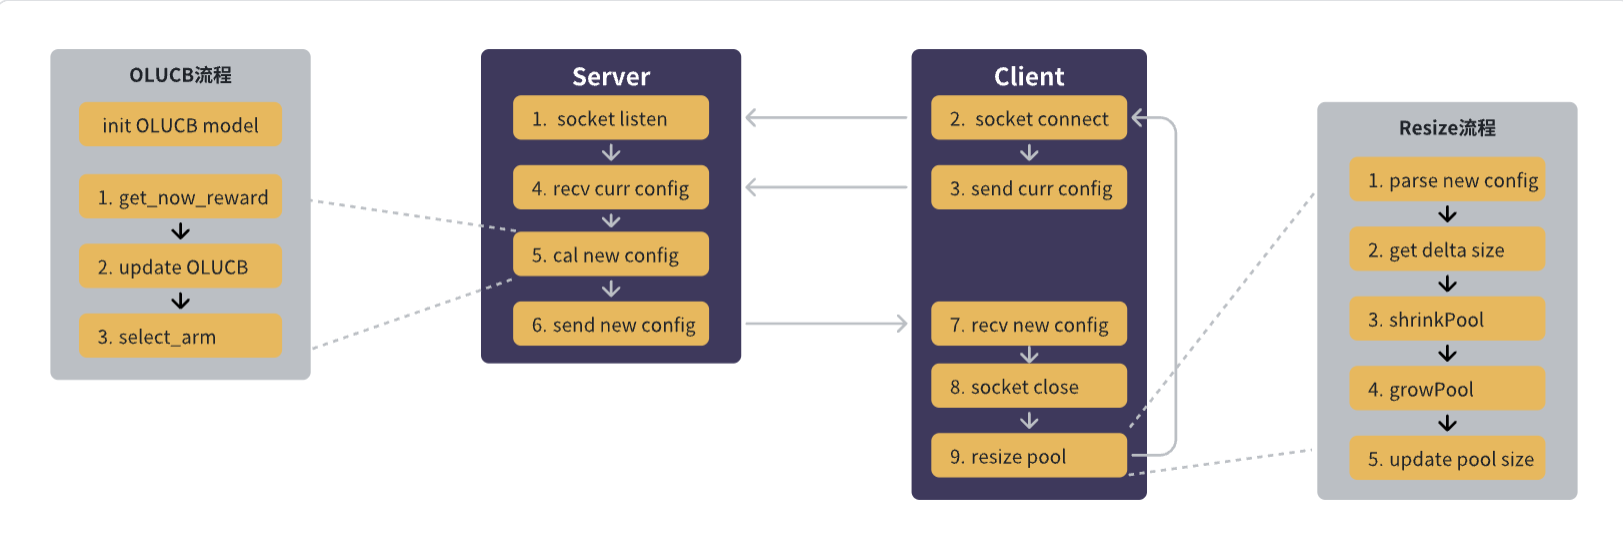 OLUCB流程
init OLUCB model
1. get_now_reward
2. update OLUCB
3. select_arm
Server
1. socket listen
4. recv curr config
5. cal new config
6. send new config
Client
2. socket connect
3. send curr config
7. recv new config
8. socket close
9. resize pool
Resize流程
1. parse new config
2. get delta size
3. shrinkPool
4. growPool
5. update pool size